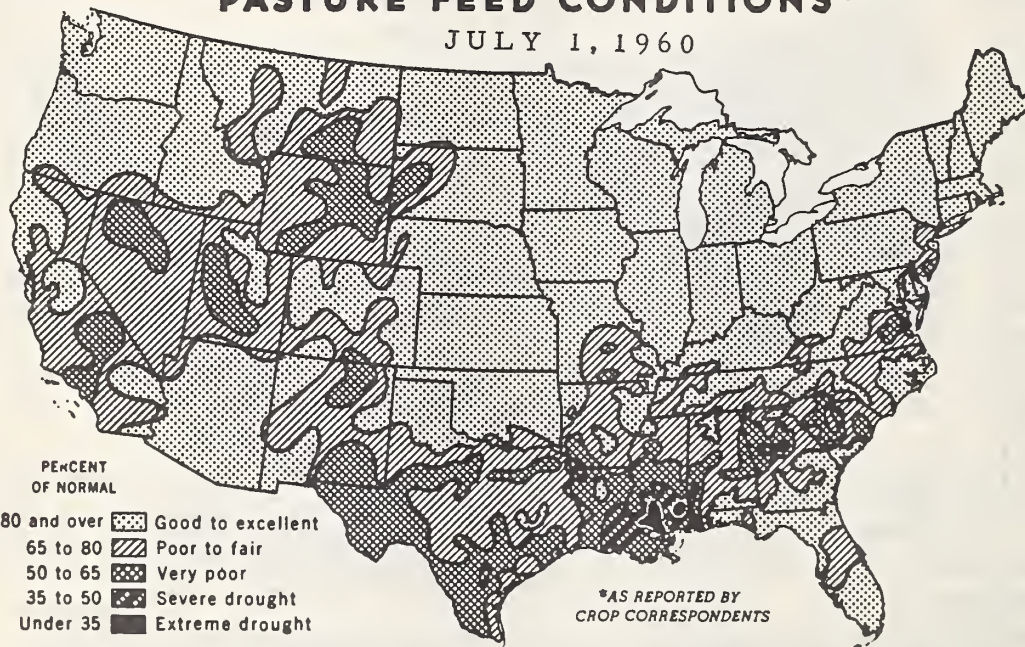 PASTURE FEED CONDITIONS*
JULY 1, 1960
PERCENT
OF NORMAL
80 and over Good to excellent
65 to 80 Poor to fair
50 to 65 Very poor
35 to 50 Severe drought
Under 35 Extreme drought
*AS REPORTED BY
CROP CORRESPONDENTS